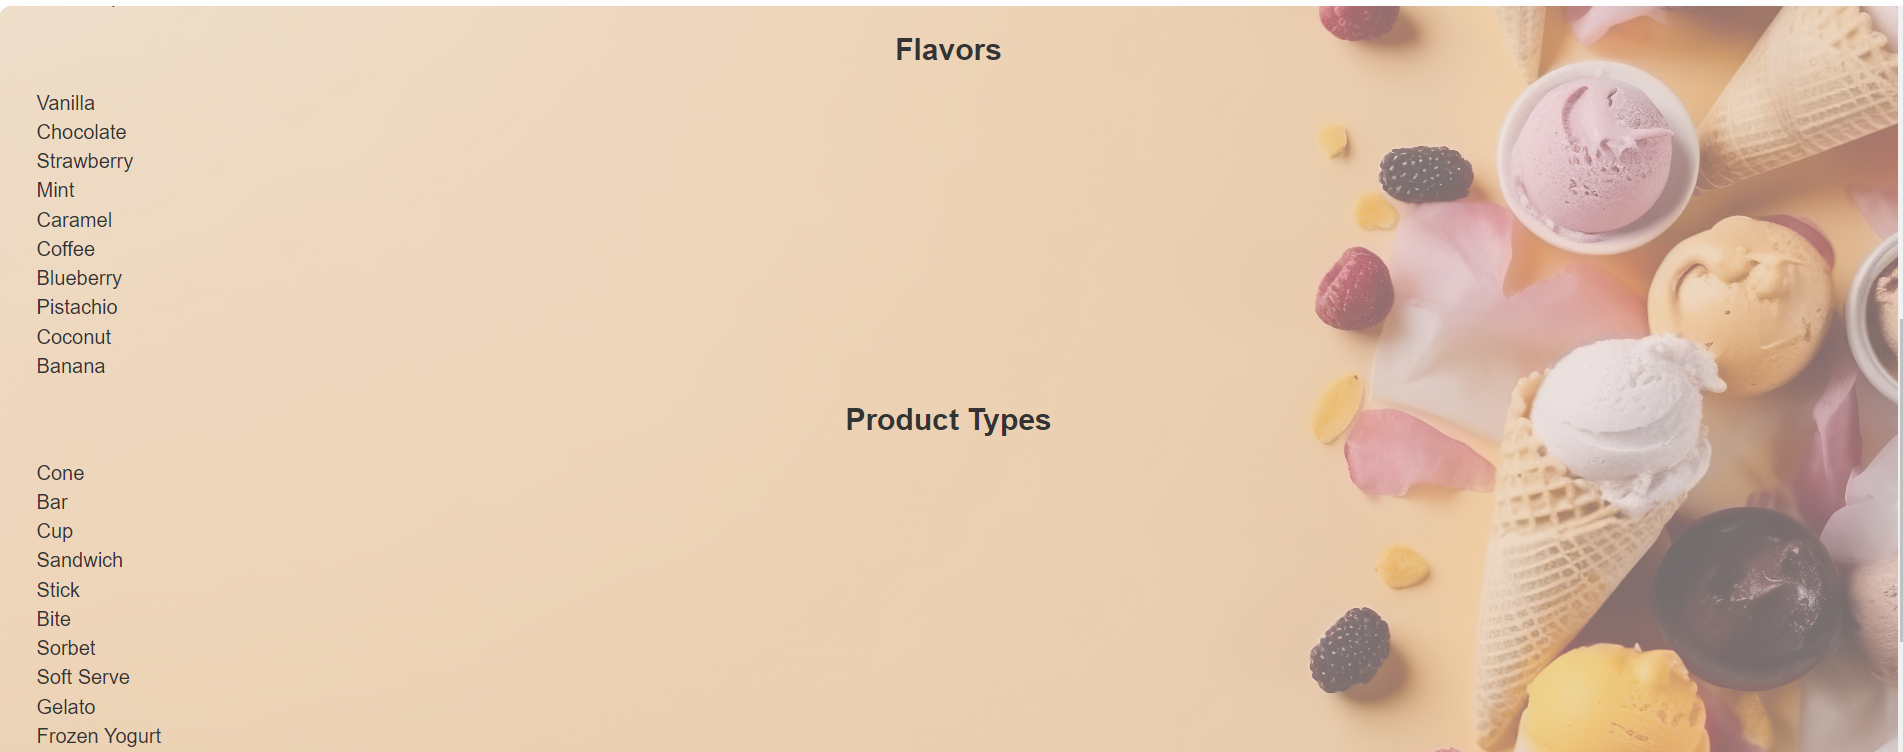 Flavors
Vanilla
Chocolate
Strawberry
Mint
Caramel
Coffee
Blueberry
Pistachio
Coconut
Banana
Product Types
Cone
Bar
Cup
Sandwich
Stick
Bite
Sorbet
Soft Serve
Gelato
Frozen Yogurt